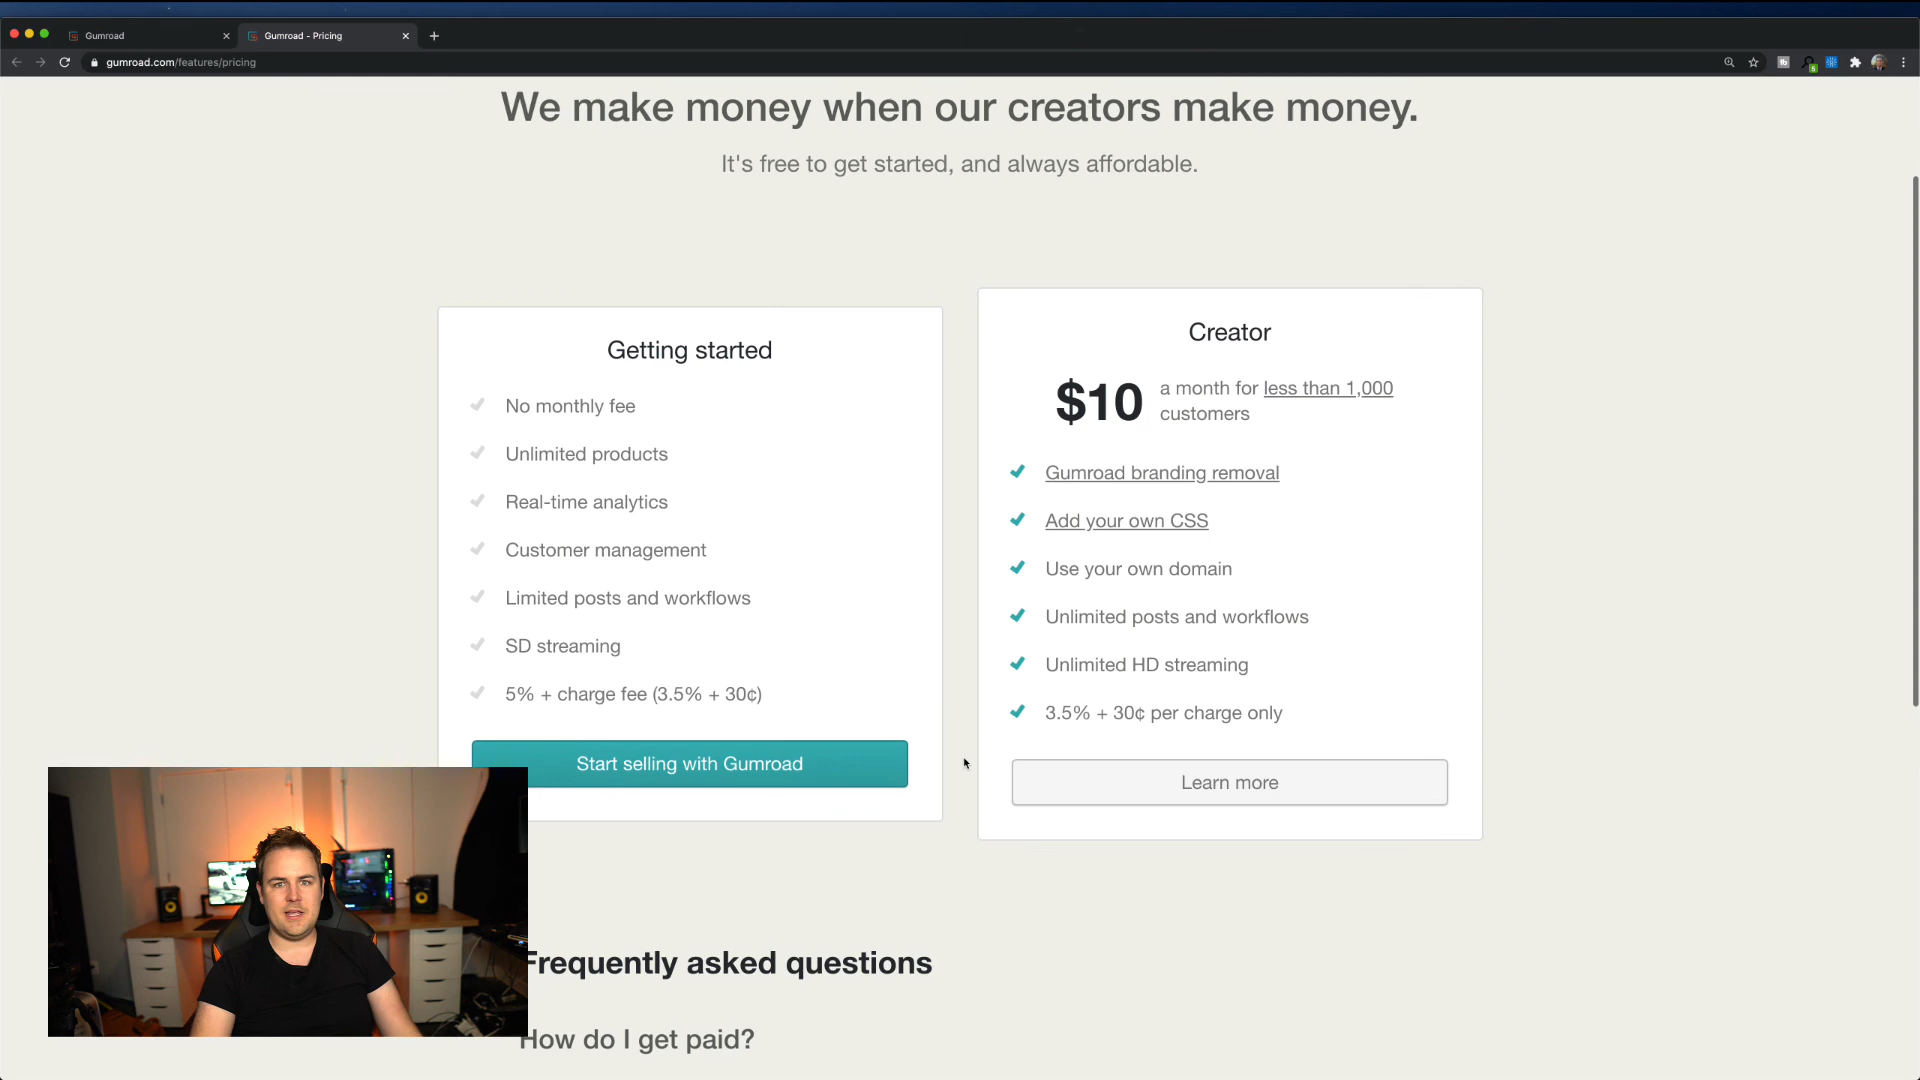 Gumroad
Gumroad - Pricing
gumroad.com/features/pricing
We make money when our creators make money.
It's free to get started, and always affordable.
Getting started
No monthly fee
Unlimited products
Real-time analytics
Customer management
Limited posts and workflows
SD streaming
5% + charge fee (3.5% + 30¢)
Start selling with Gumroad
Creator
$10
a month for less than 1,000
customers
Gumroad branding removal
Add your own CSS
Use your own domain
Unlimited posts and workflows
Unlimited HD streaming
3.5% + 30¢ per charge only
Learn more
Frequently asked questions
How do I get paid?